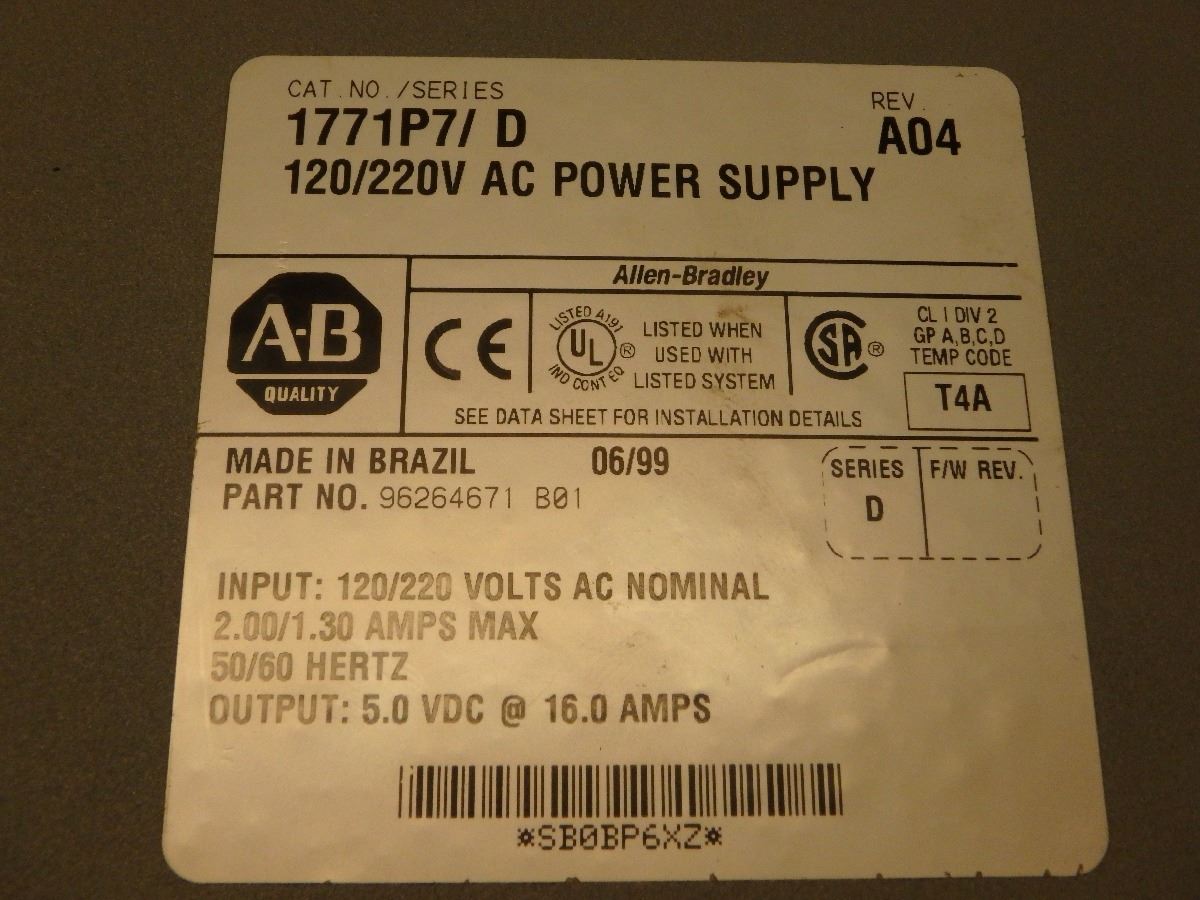 CAT.NO./SERIES
1771P7/ D
REV.
A04
120/220V AC POWER SUPPLY
Allen-Bradley
A-B
QUALITY
CE
LISTED A191
UL ®
IND CONT EQ
LISTED WHEN
USED WITH
LISTED SYSTEM
SA ®
CL I DIV 2
GP A,B,C,D
TEMP CODE
T4A
SEE DATA SHEET FOR INSTALLATION DETAILS
MADE IN BRAZIL 06/99
PART NO. 96264671 B01
SERIES
D
F/W REV.
INPUT: 120/220 VOLTS AC NOMINAL
2.00/1.30 AMPS MAX
50/60 HERTZ
OUTPUT: 5.0 VDC @ 16.0 AMPS
*SB0BP6XZ*